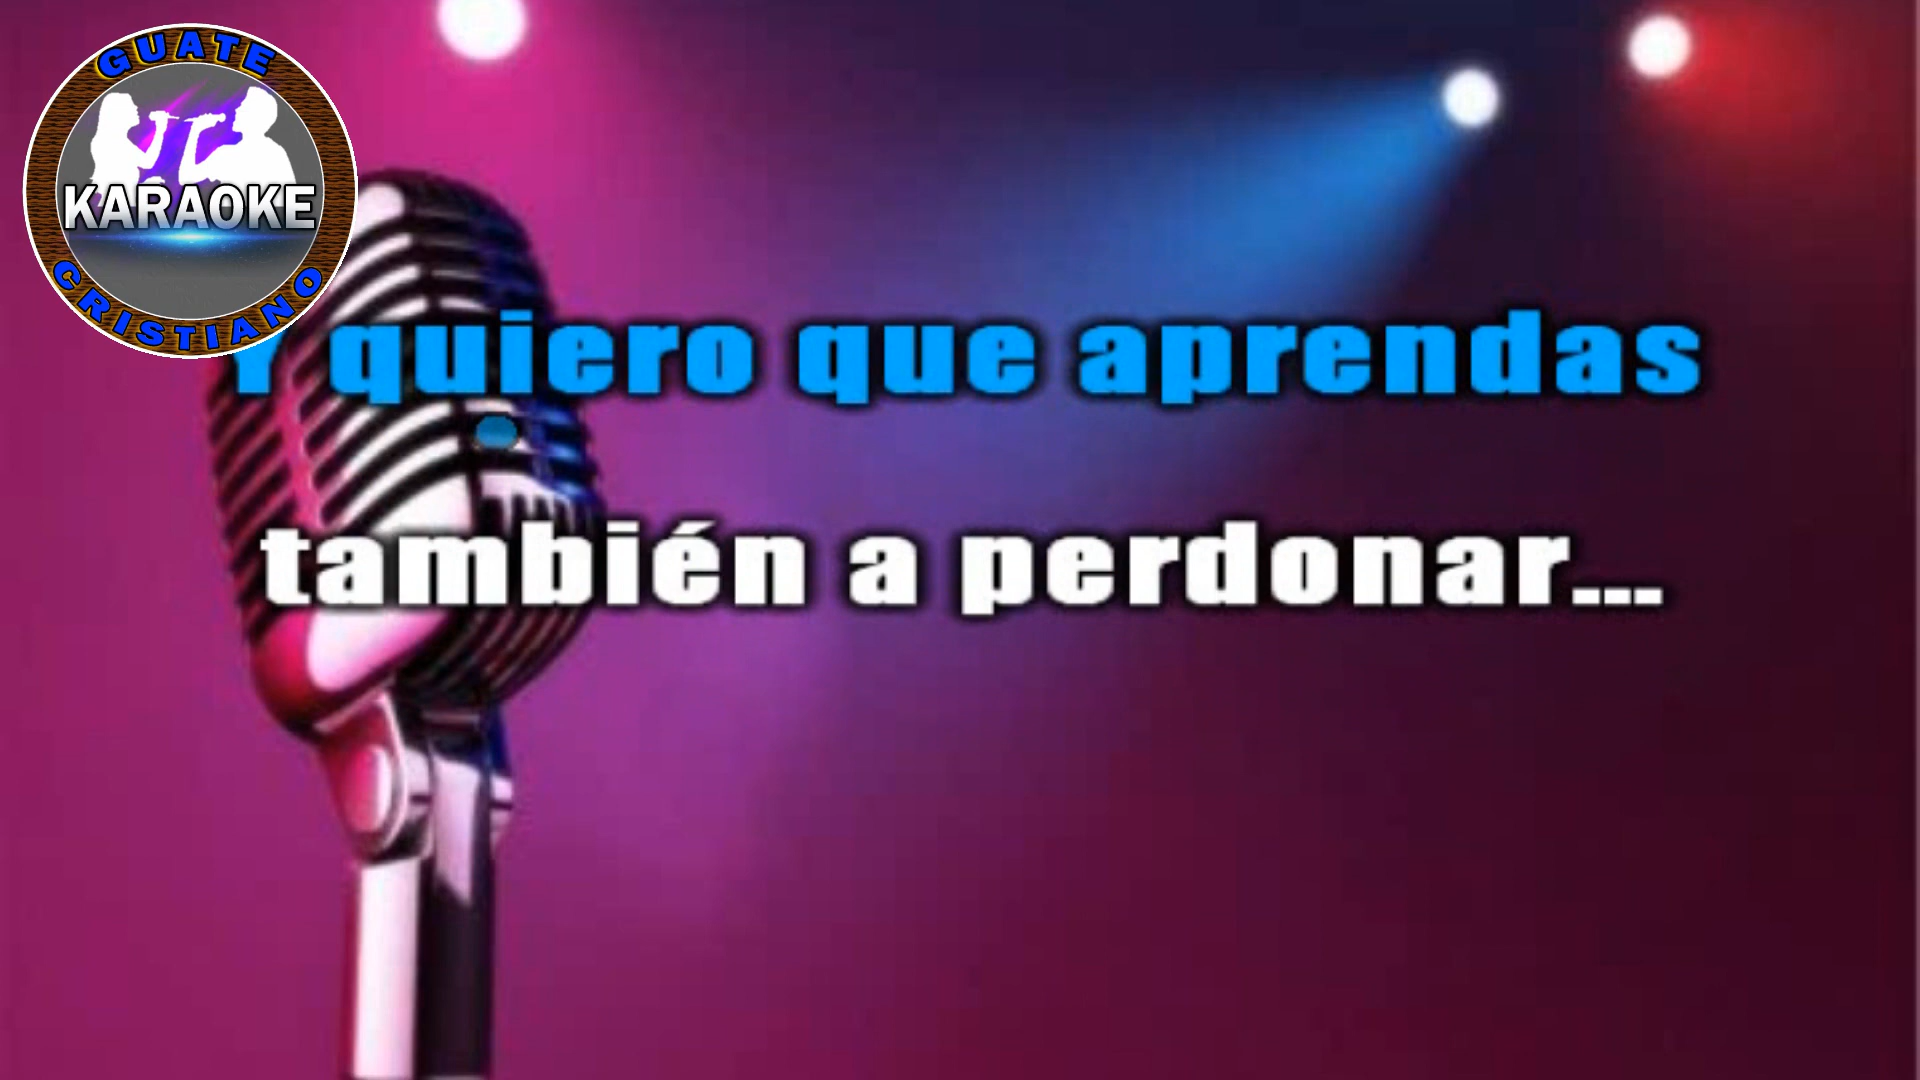 GUATE
KARAOKE
CRISTIANO
Y quiero que aprendas
también a perdonar...